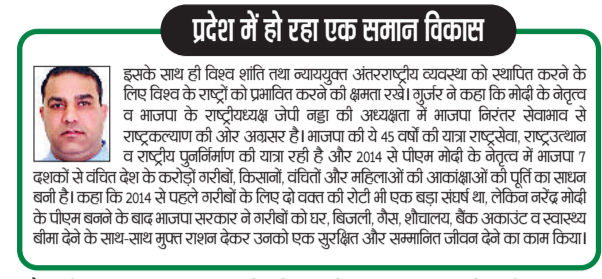 प्रदेश में हो रहा एक समान विकास
इसके साथ ही विश्व शांति तथा न्याययुक्त अंतरराष्ट्रीय व्यवस्था को स्थापित करने के
लिए विश्व के राष्ट्रों को प्रभावित करने की क्षमता रखे। गुर्जर ने कहा कि मोदी के नेतृत्व
व भाजपा के राष्ट्रीयध्यक्ष जेपी नड्डा की अध्यक्षता में भाजपा निरंतर सेवाभाव से
राष्ट्रकल्याण की ओर अग्रसर है। भाजपा की ये 45 वर्षों की यात्रा राष्ट्रसेवा, राष्ट्रउत्थान
व राष्ट्रीय पुनर्निर्माण की यात्रा रही है और 2014 से पीएम मोदी के नेतृत्व में भाजपा 7
दशकों से वंचित देश के करोड़ों गरीबों, किसानों, वंचितों और महिलाओं की आकांक्षाओं की पूर्ति का साधन
बनी है। कहा कि 2014 से पहले गरीबों के लिए दो वक्त की रोटी भी एक बड़ा संघर्ष था, लेकिन नरेंद्र मोदी
के पीएम बनने के बाद भाजपा सरकार ने गरीबों को घर, बिजली, गैस, शौचालय, बैंक अकाउंट व स्वास्थ्य
बीमा देने के साथ-साथ मुफ्त राशन देकर उनको एक सुरक्षित और सम्मानित जीवन देने का काम किया।